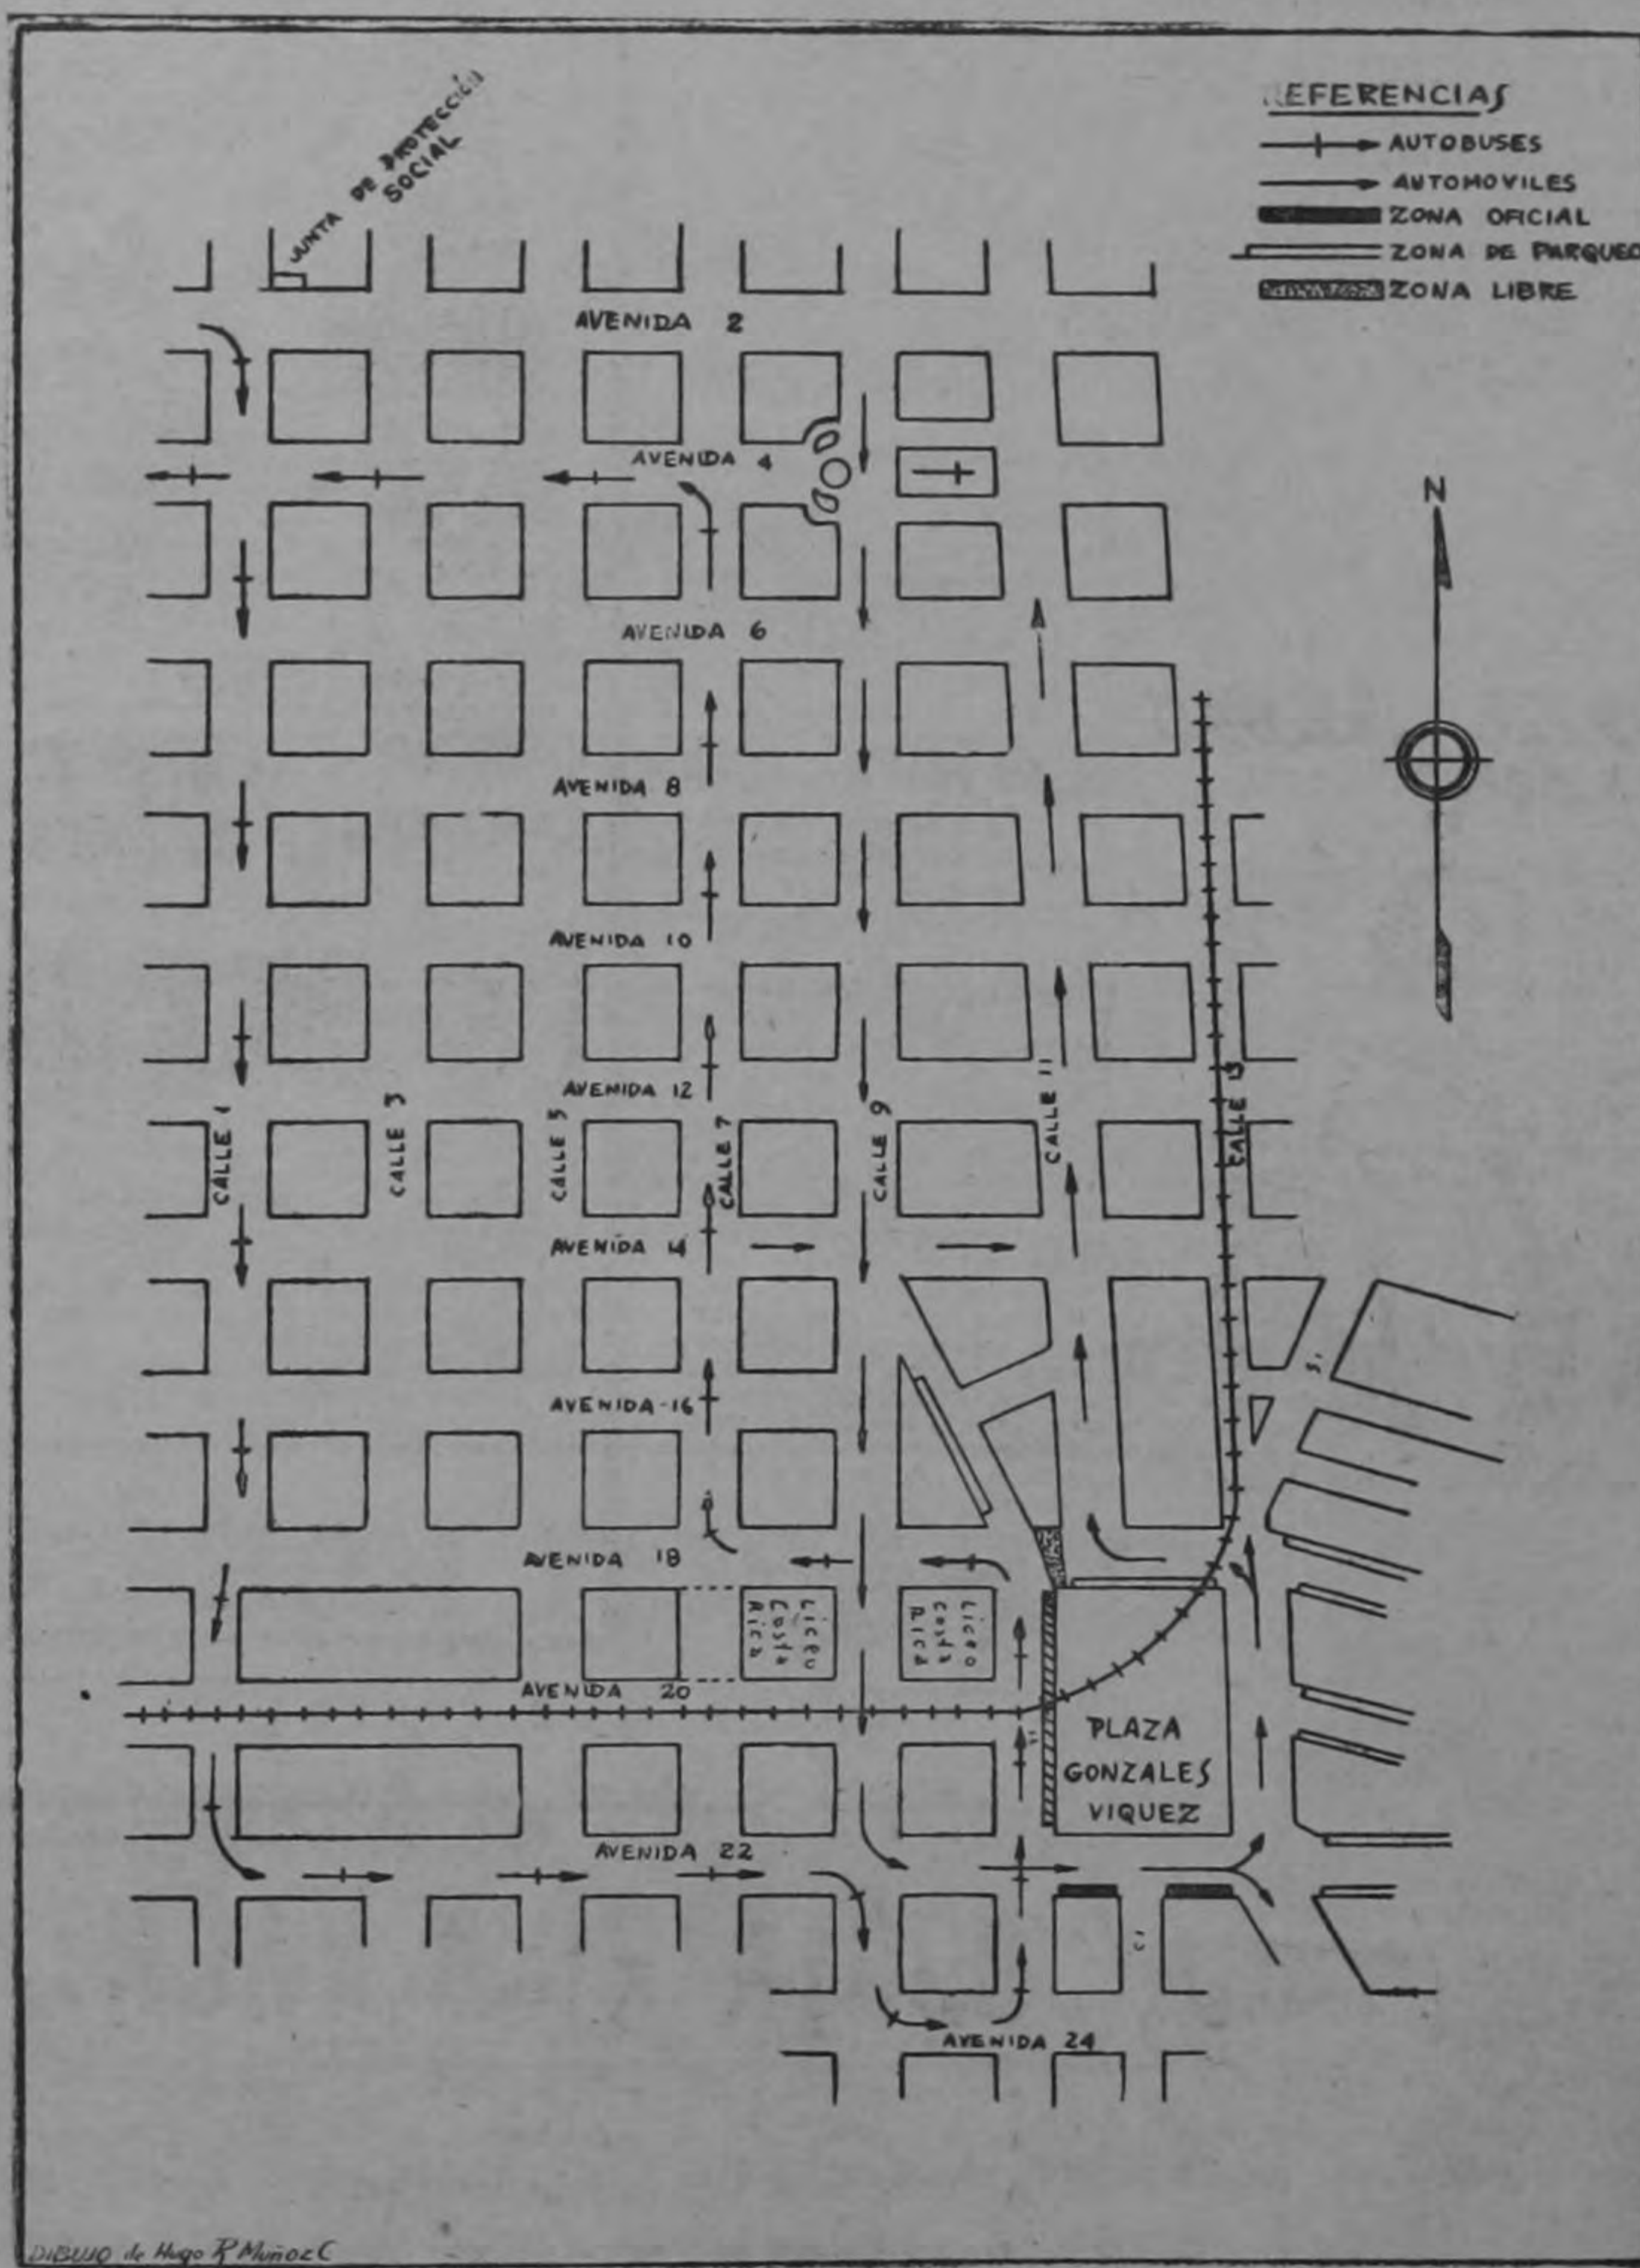 REFERENCIAS
AUTOBUSES
AUTOMOVILES
ZONA OFICIAL
ZONA DE PARQUEO
ZONA LIBRE
JUNTA DE PROTECCIÓN
SOCIAL
AVENIDA 2
AVENIDA 4
N
AVENIDA 6
AVENIDA 8
AVENIDA 10
AVENIDA 12
CALLE 1
CALLE 3
CALLE 5
CALLE 7
CALLE 9
CALLE 11
CALLE 13
AVENIDA 14
AVENIDA-16
AVENIDA 18
Liceo
Costa
Rica
Liceo
Costa
Rica
AVENIDA 20
PLAZA
GONZALES
VIQUEZ
AVENIDA 22
AVENIDA 24
DIBUJO de Hugo R Muñoz C